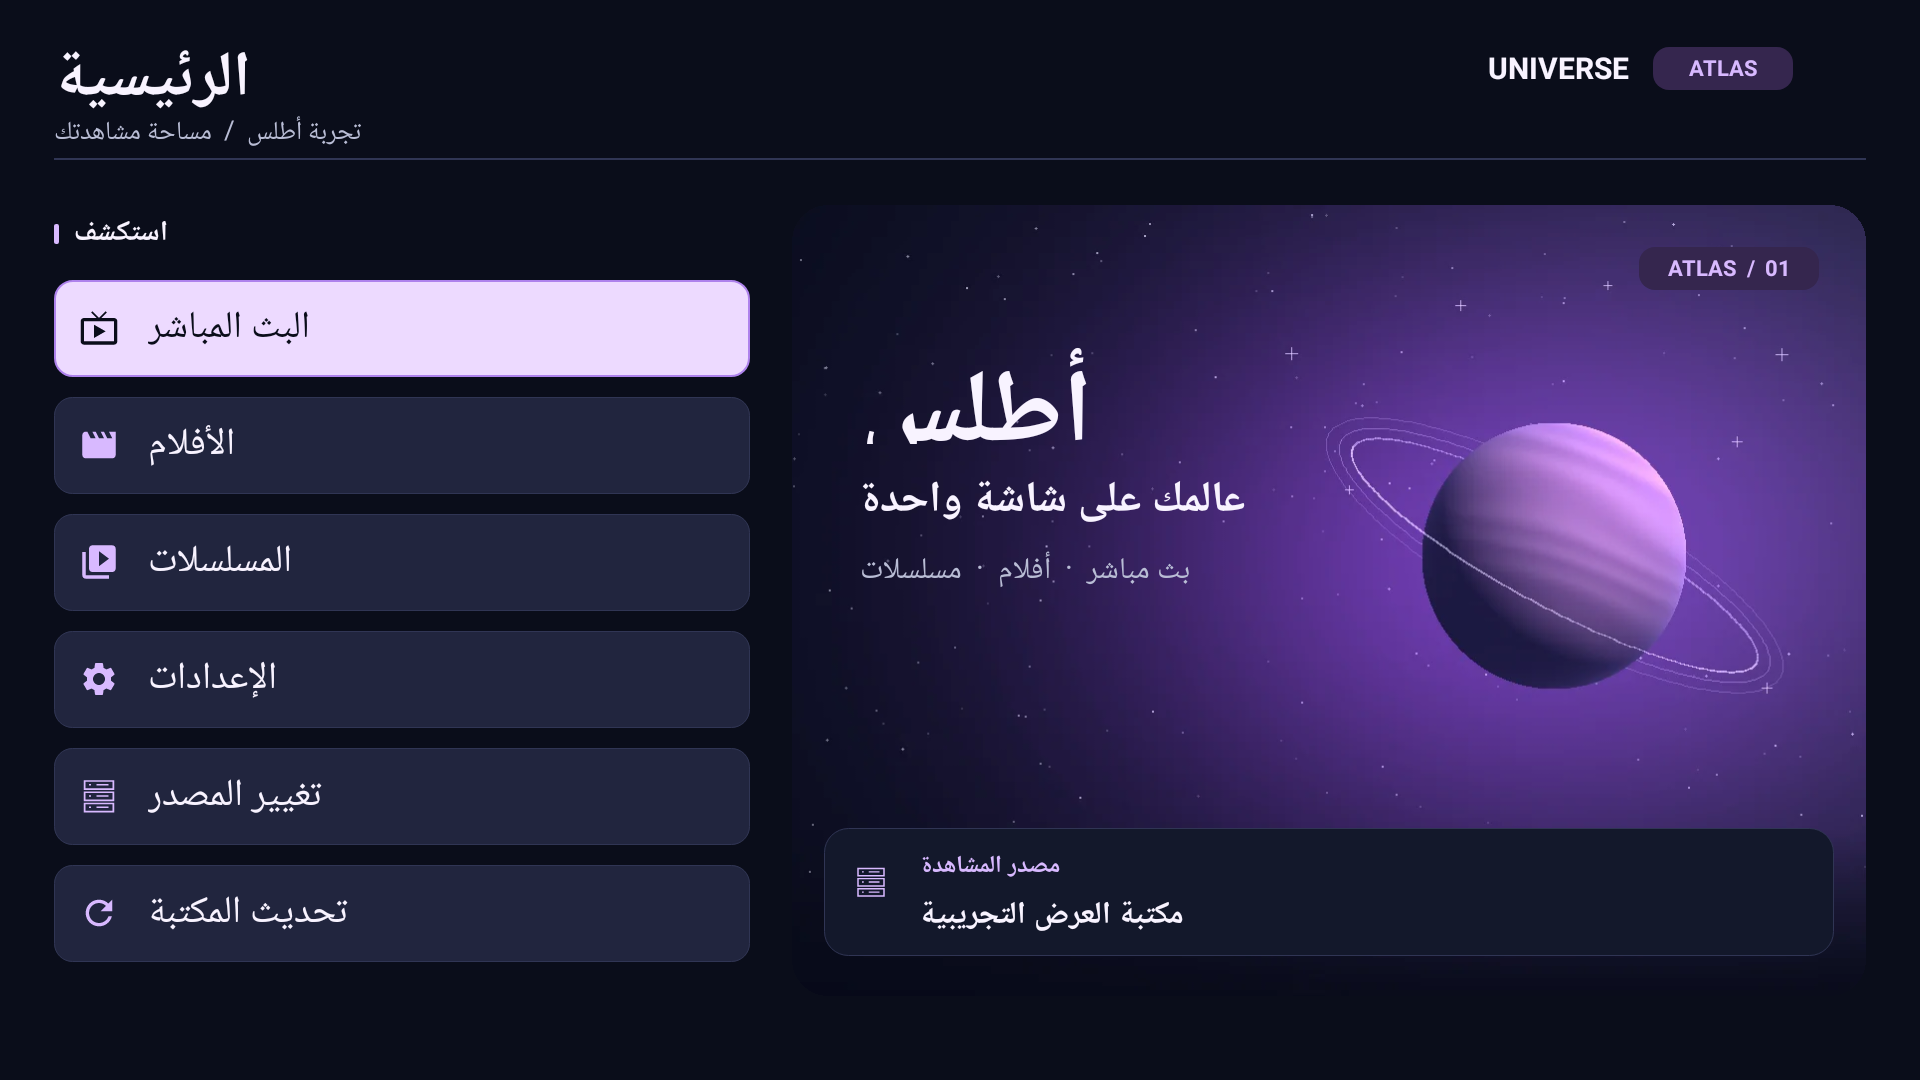 الرئيسية
تجربة أطلس / مساحة مشاهدتك
UNIVERSE
ATLAS
استكشف
البث المباشر
الأفلام
المسلسلات
الإعدادات
تغيير المصدر
تحديث المكتبة
ATLAS / 01
أطلس
عالمك على شاشة واحدة
بث مباشر · أفلام · مسلسلات
مصدر المشاهدة
مكتبة العرض التجريبية